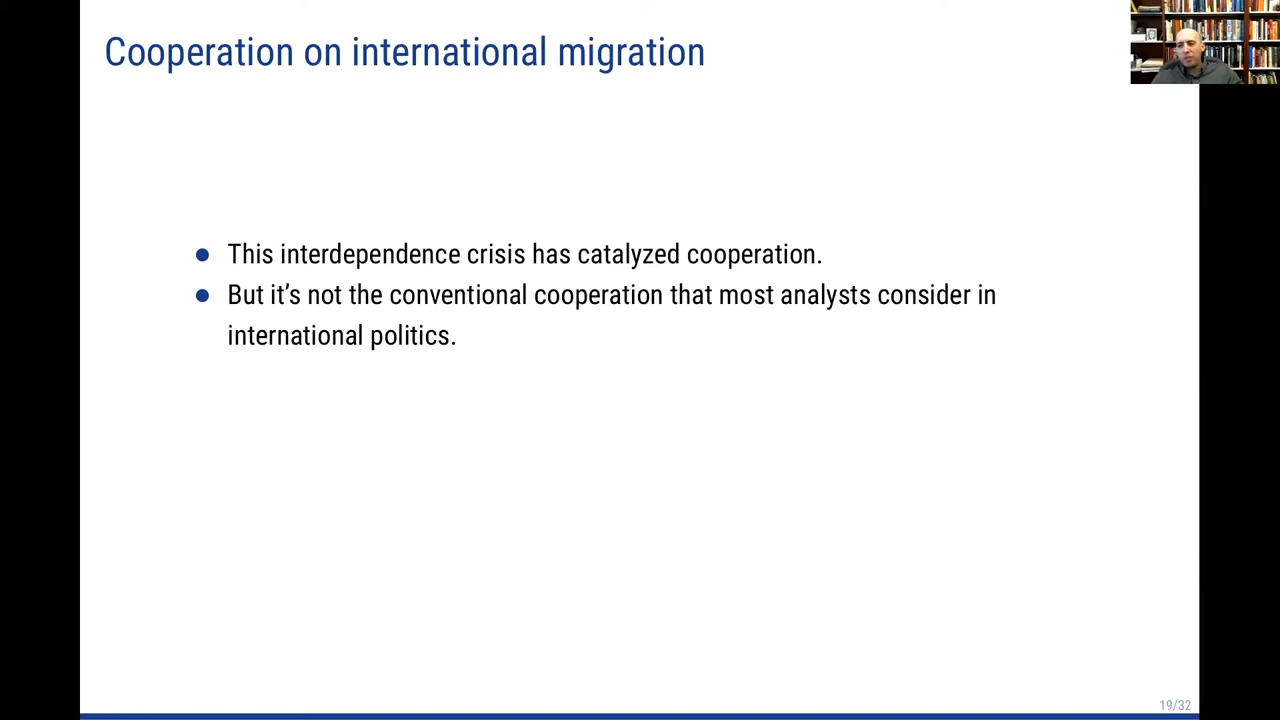 Cooperation on international migration
● This interdependence crisis has catalyzed cooperation.
● But it’s not the conventional cooperation that most analysts consider in
international politics.
19/32